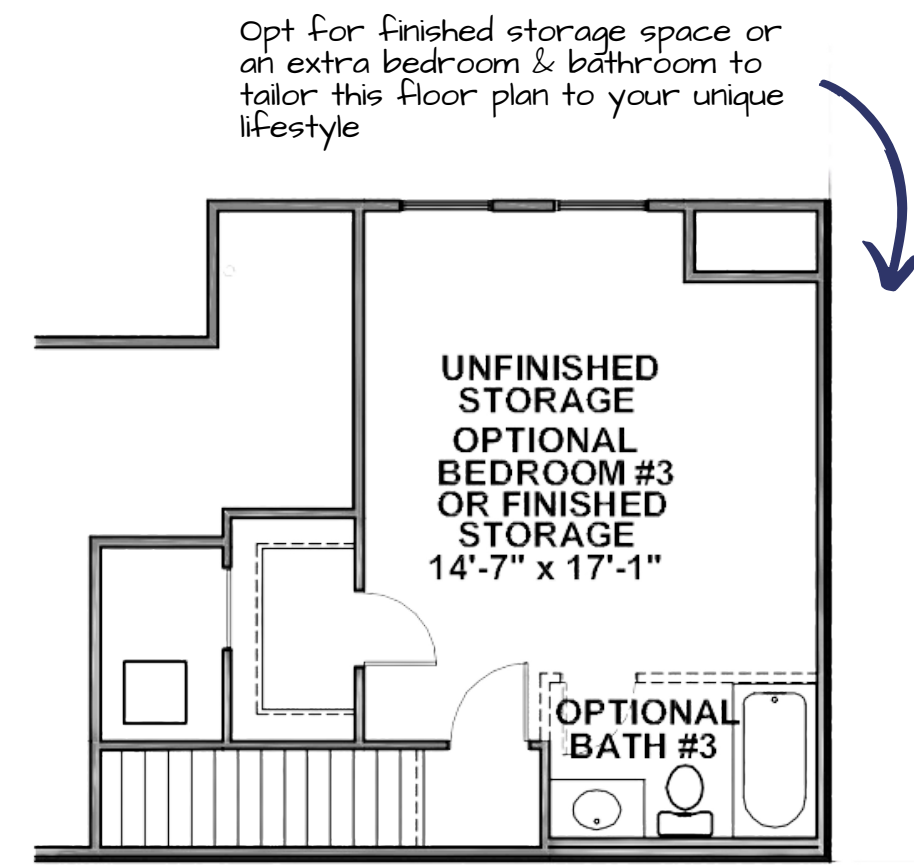 Opt for finished storage space or
an extra bedroom & bathroom to
tailor this floor plan to your unique
lifestyle
UNFINISHED
STORAGE
OPTIONAL
BEDROOM #3
OR FINISHED
STORAGE
14'-7" x 17'-1"
OPTIONAL
BATH #3